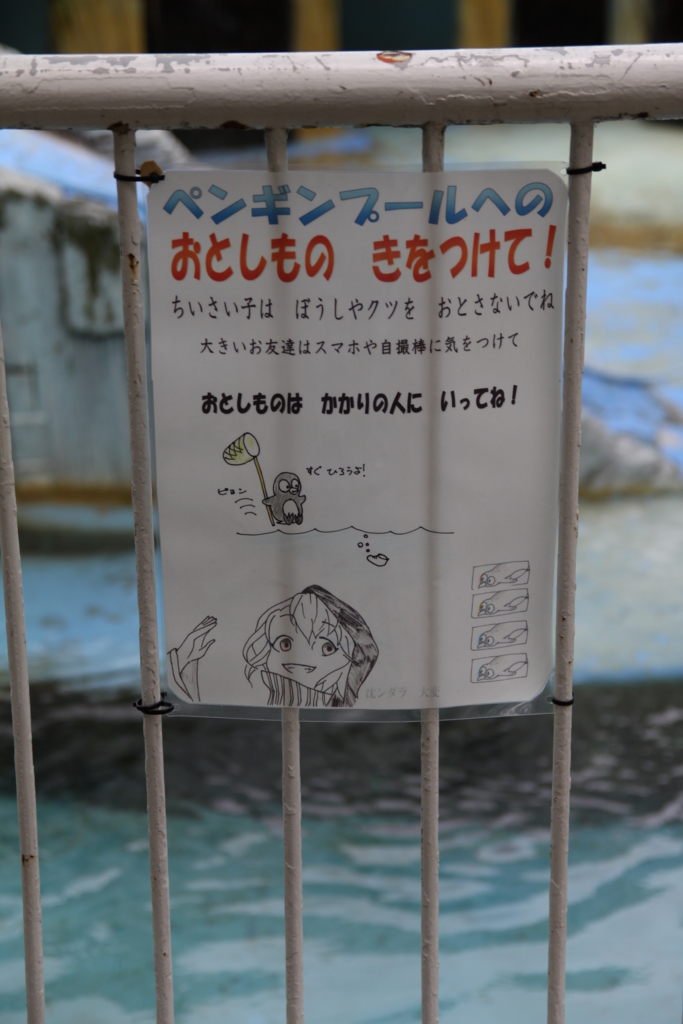 ペンギンプールへの
おとしもの きをつけて!
ちいさい子は ぼうしやクツを おとさないでね
大きいお友達はスマホや自撮棒に気をつけて
おとしものは かかりの人に いってね!
すぐ ひろうよ!